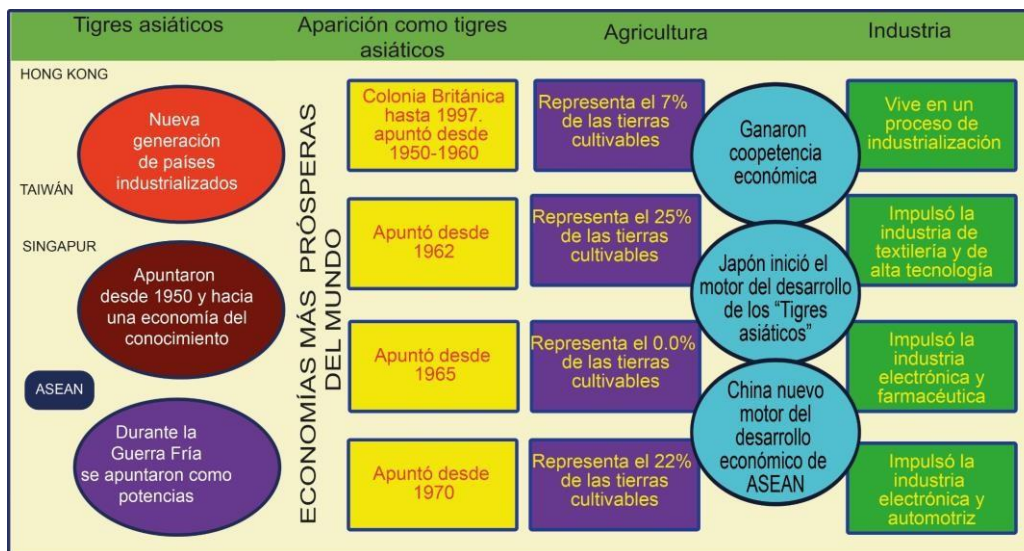 Tigres asiáticos
Aparición como tigres
asiáticos
Agricultura
Industria
HONG KONG
Nueva
generación
de países
industrializados
TAIWÁN
SINGAPUR
Apuntaron
desde 1950 y hacia
una economía del
conocimiento
ASEAN
Durante la
Guerra Fría
se apuntaron como
potencias
ECONOMÍAS MÁS PRÓSPERAS
DEL MUNDO
Colonia Británica
hasta 1997.
apuntó desde
1950-1960
Apuntó desde
1962
Apuntó desde
1965
Apuntó desde
1970
Representa el 7%
de las tierras
cultivables
Representa el 25%
de las tierras
cultivables
Representa el 0.0%
de las tierras
cultivables
Representa el 22%
de las tierras
cultivables
Ganaron
coopetencia
económica
Japón inició el
motor del desarrollo
de los “Tigres
asiáticos”
China nuevo
motor del
desarrollo
económico de
ASEAN
Vive en un
proceso de
industrialización
Impulsó la
industria de
textilería y de
alta tecnología
Impulsó la
industria
electrónica y
farmacéutica
Impulsó la
industria
electrónica y
automotriz